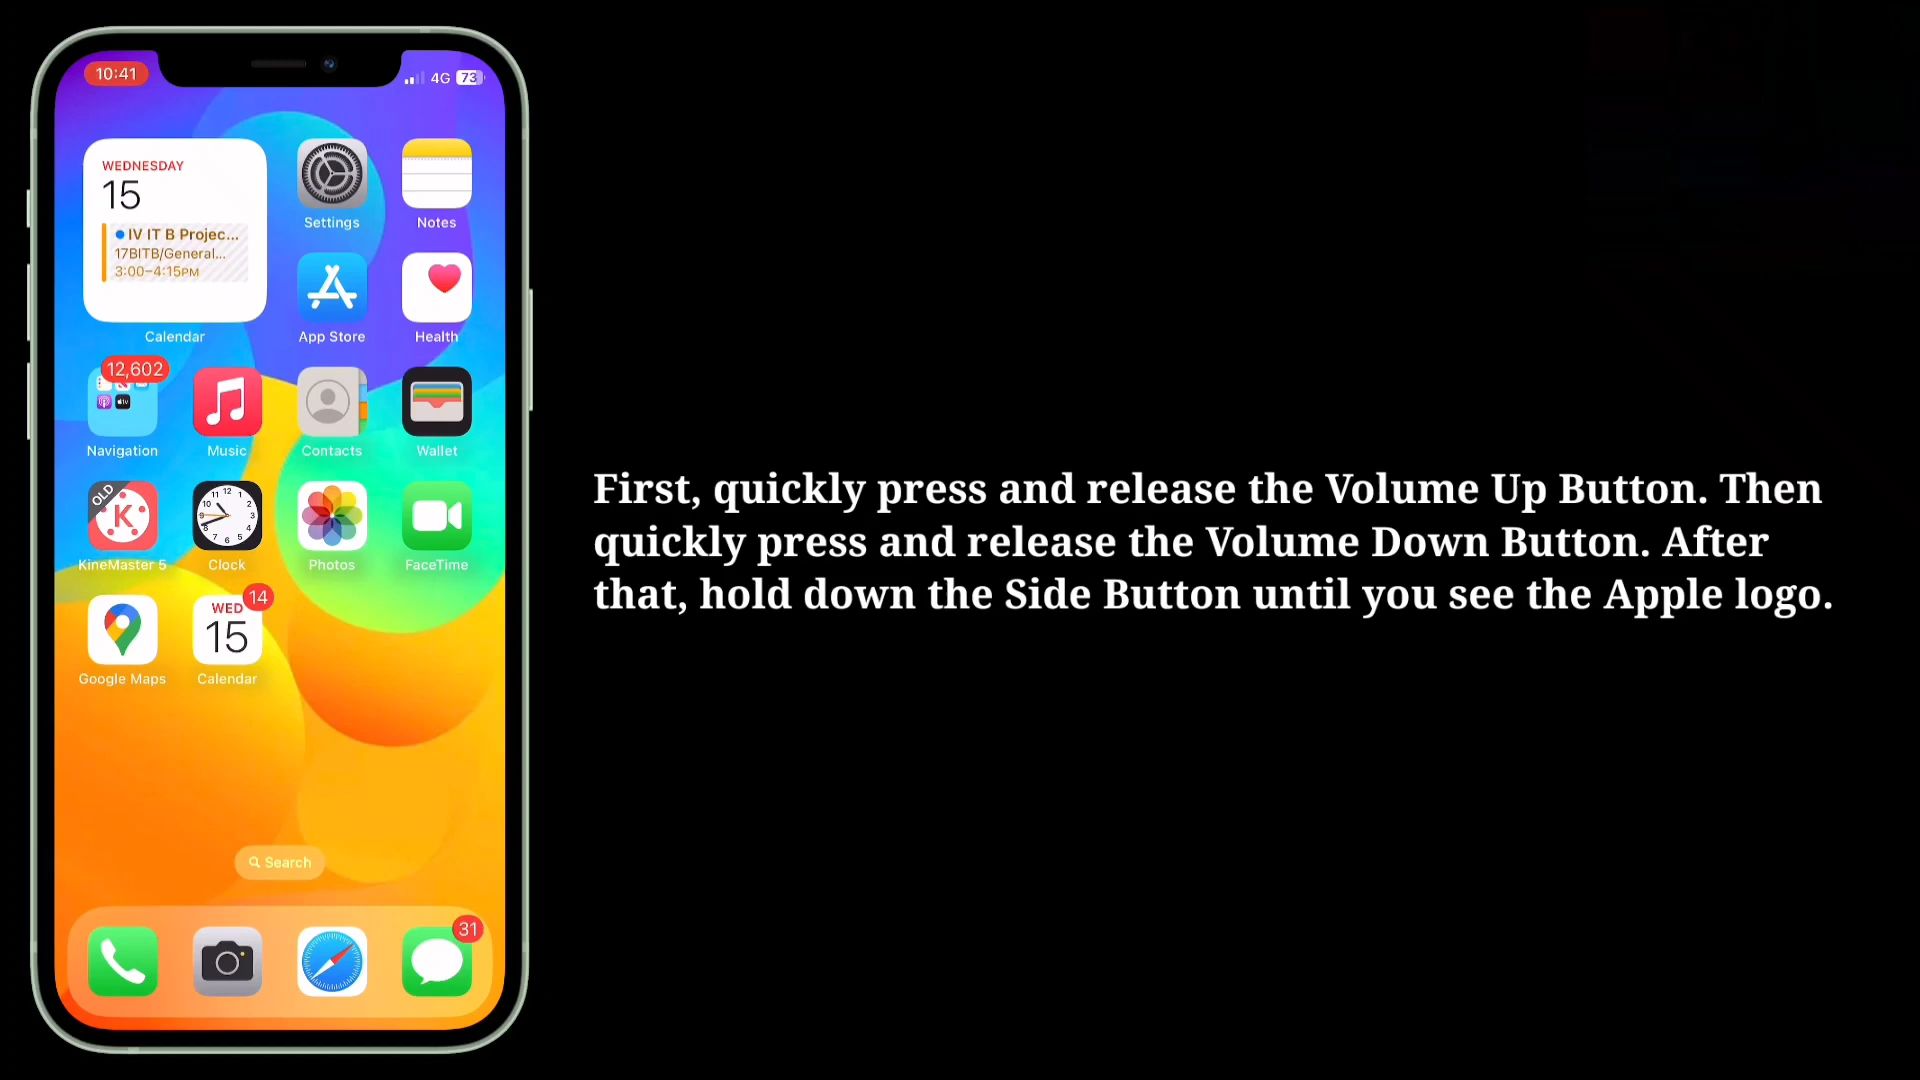 10:41
4G 73
WEDNESDAY
15
IV IT B Projec...
17BITB/General...
3:00–4:15PM
Calendar
Settings
Notes
App Store
Health
12,602
Navigation
Music
Contacts
Wallet
OLD
K
KineMaster 5
Clock
Photos
FaceTime
Google Maps
14
WED
15
Calendar
Search
31
First, quickly press and release the Volume Up Button. Then
quickly press and release the Volume Down Button. After
that, hold down the Side Button until you see the Apple logo.